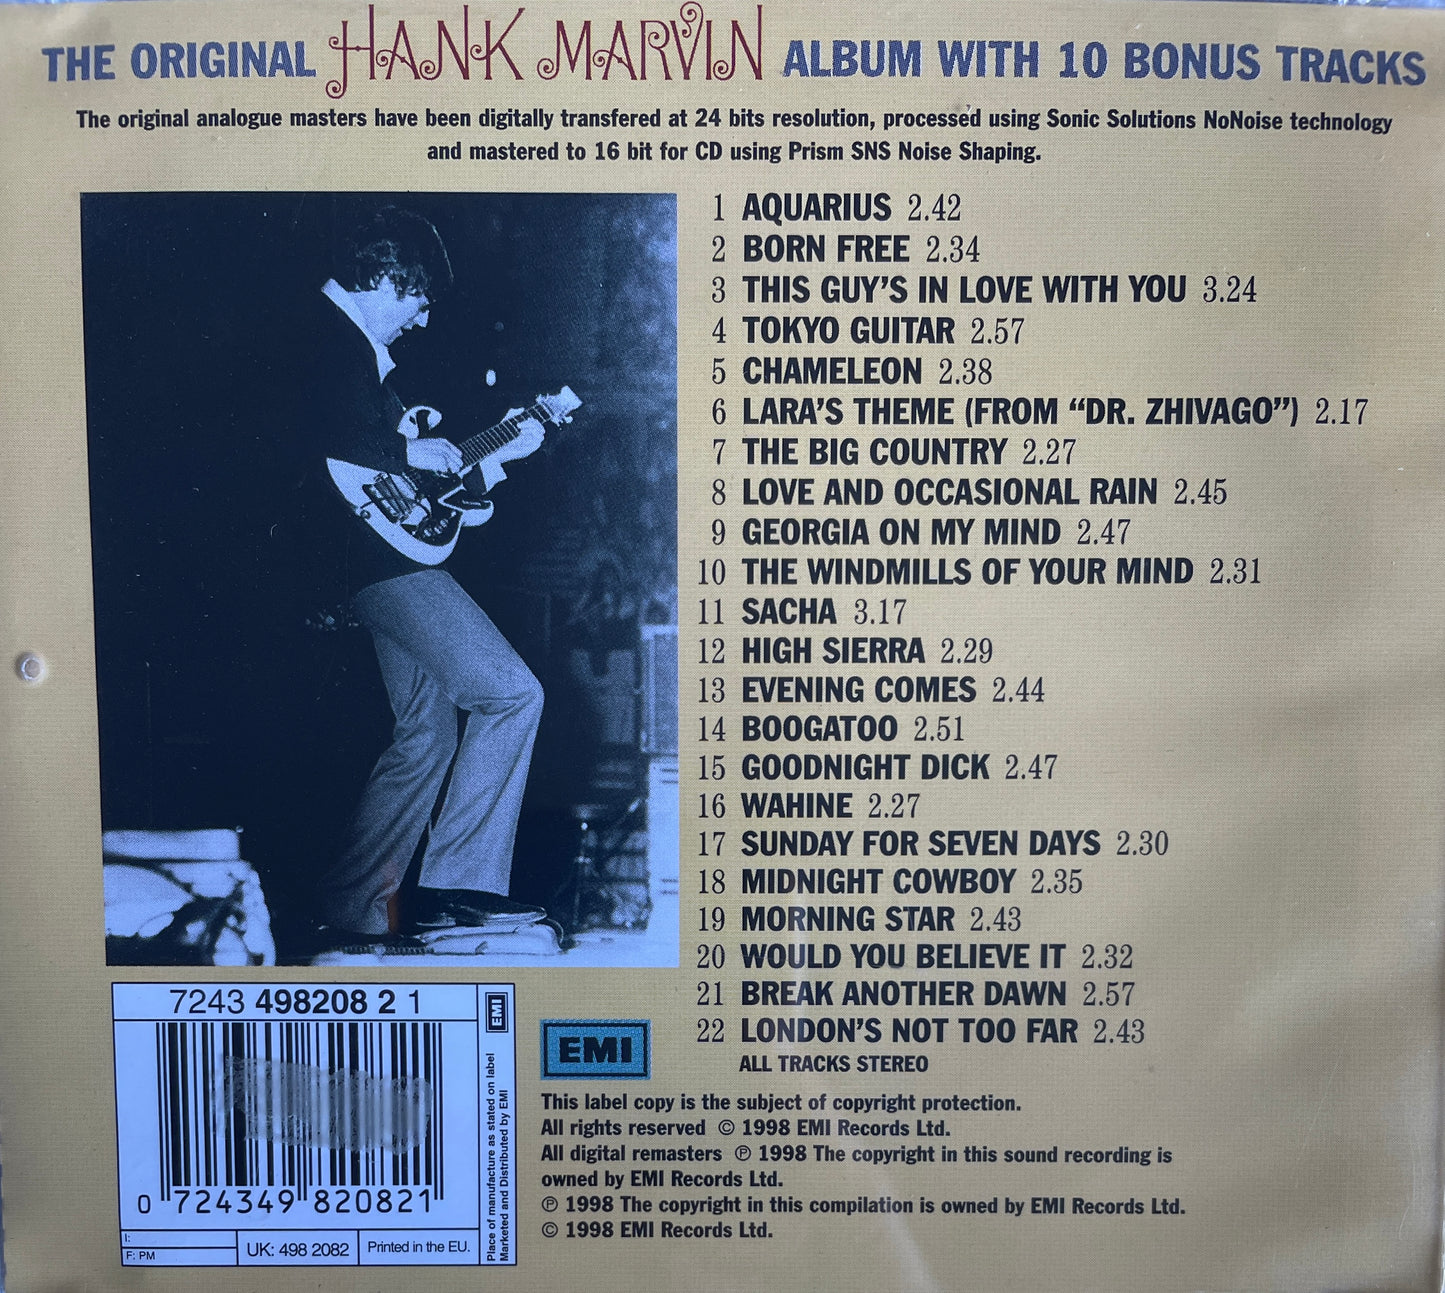 THE ORIGINAL HANK MARVIN ALBUM WITH 10 BONUS TRACKS
The original analogue masters have been digitally transfered at 24 bits resolution, processed using Sonic Solutions NoNoise technology
and mastered to 16 bit for CD using Prism SNS Noise Shaping.
1 AQUARIUS 2.42
2 BORN FREE 2.34
3 THIS GUY'S IN LOVE WITH YOU 3.24
4 TOKYO GUITAR 2.57
5 CHAMELEON 2.38
6 LARA'S THEME (FROM "DR. ZHIVAGO") 2.17
7 THE BIG COUNTRY 2.27
8 LOVE AND OCCASIONAL RAIN 2.45
9 GEORGIA ON MY MIND 2.47
10 THE WINDMILLS OF YOUR MIND 2.31
11 SACHA 3.17
12 HIGH SIERRA 2.29
13 EVENING COMES 2.44
14 BOOGATOO 2.51
15 GOODNIGHT DICK 2.47
16 WAHINE 2.27
17 SUNDAY FOR SEVEN DAYS 2.30
18 MIDNIGHT COWBOY 2.35
19 MORNING STAR 2.43
20 WOULD YOU BELIEVE IT 2.32
21 BREAK ANOTHER DAWN 2.57
22 LONDON'S NOT TOO FAR 2.43
ALL TRACKS STEREO
7243 498208 2 1
EMI
Place of manufacture as stated on label
Marketed and Distributed by EMI
0 724349 820821
I:
F: PM
UK: 498 2082
Printed in the EU.
EMI
This label copy is the subject of copyright protection.
All rights reserved © 1998 EMI Records Ltd.
All digital remasters ℗ 1998 The copyright in this sound recording is
owned by EMI Records Ltd.
℗ 1998 The copyright in this compilation is owned by EMI Records Ltd.
© 1998 EMI Records Ltd.